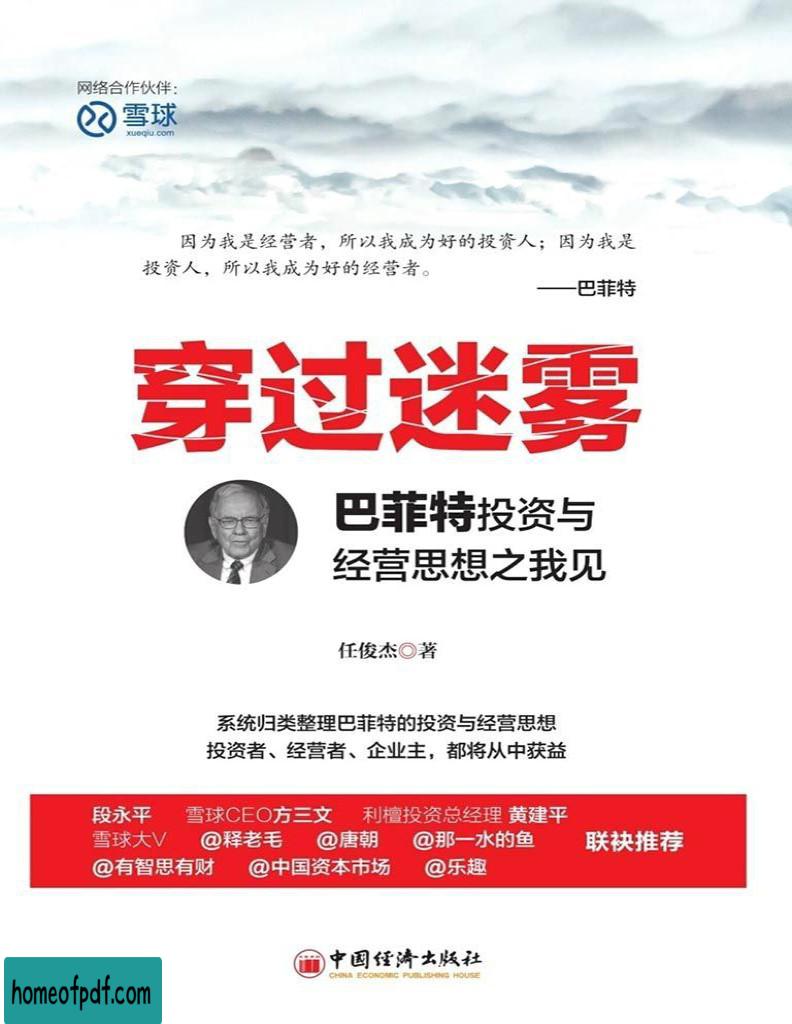 网络合作伙伴：
雪球
xueqiu.com
因为我是经营者，所以我成为好的投资人；因为我是
投资人，所以我成为好的经营者。
——巴菲特
穿过迷雾
巴菲特投资与
经营思想之我见
任俊杰◎著
系统归类整理巴菲特的投资与经营思想
投资者、经营者、企业主，都将从中获益
段永平 雪球CEO方三文 利檀投资总经理 黄建平
雪球大V @释老毛 @唐朝 @那一水的鱼 联袂推荐
@有智思有财 @中国资本市场 @乐趣
中国经济出版社
CHINA ECONOMIC PUBLISHING HOUSE
homeofpdf.com